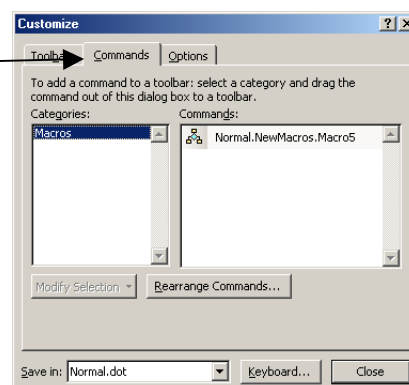 Customize
Toolbars Commands Options
To add a command to a toolbar: select a category and drag the
command out of this dialog box to a toolbar.
Categories: Commands:
Macros Normal.NewMacros.Macro5
Modify Selection Rearrange Commands...
Save in: Normal.dot Keyboard... Close